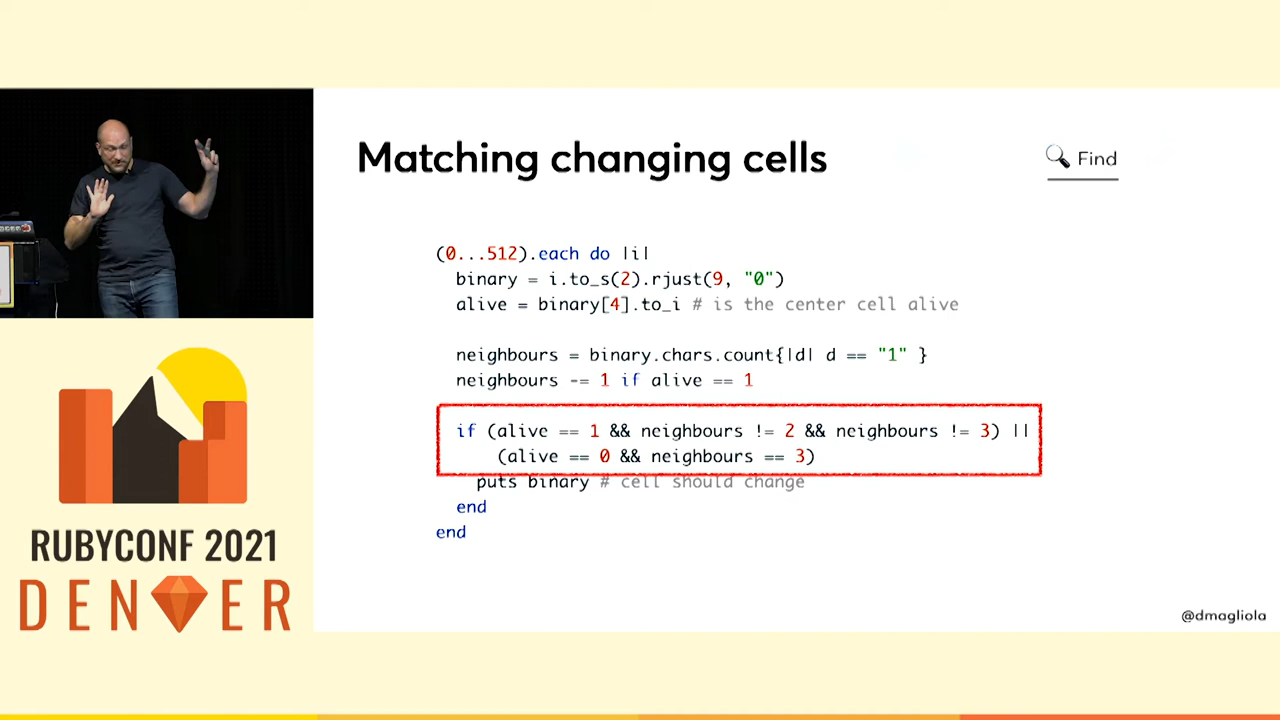 Matching changing cells
🔍 Find
(0...512).each do |i|
binary = i.to_s(2).rjust(9, "0")
alive = binary[4].to_i # is the center cell alive
neighbours = binary.chars.count{|d| d == "1" }
neighbours -= 1 if alive == 1
if (alive == 1 && neighbours != 2 && neighbours != 3) ||
(alive == 0 && neighbours == 3)
puts binary # cell should change
end
end
RUBYCONF 2021
DENVER
@dmagliola